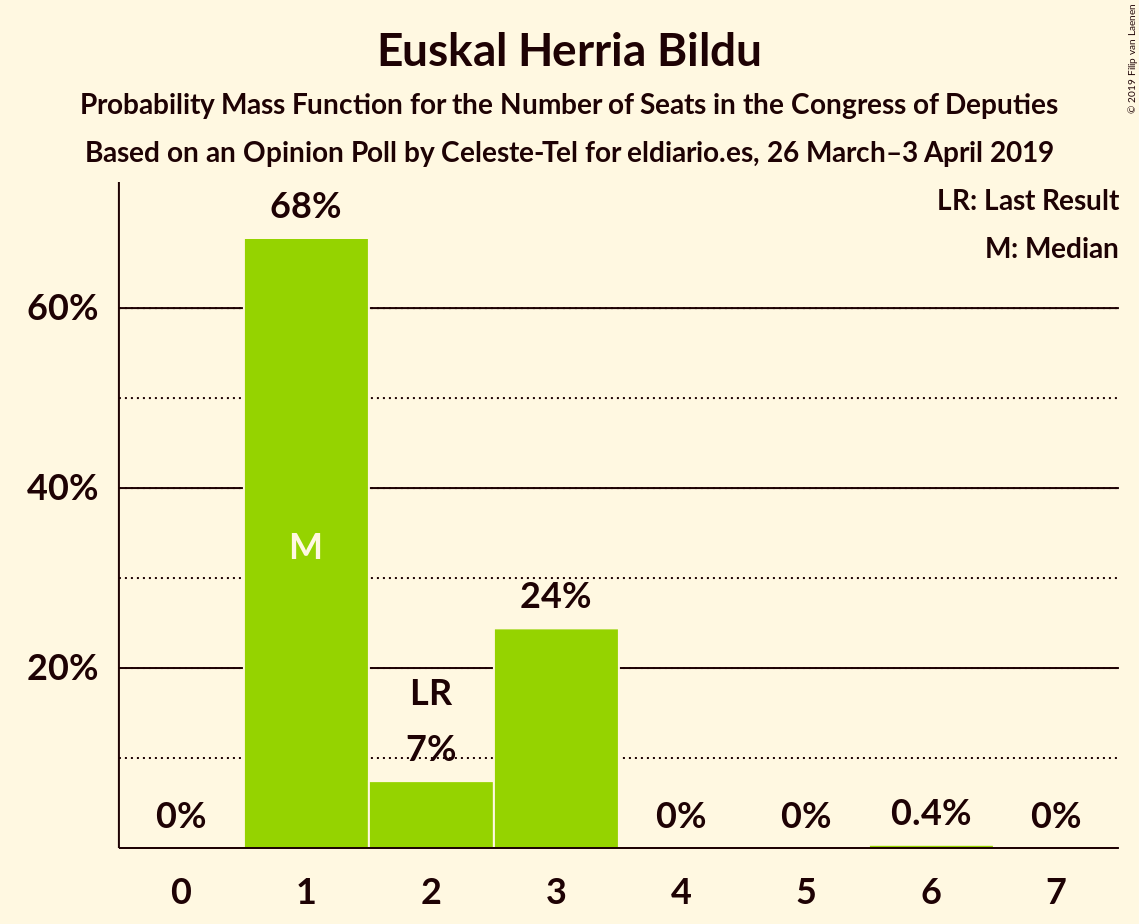 Euskal Herria Bildu
Probability Mass Function for the Number of Seats in the Congress of Deputies
Based on an Opinion Poll by Celeste-Tel for eldiario.es, 26 March–3 April 2019
© 2019 Filip van Laenen
LR: Last Result
M: Median
60%
40%
20%
0%
68%
M
LR
7%
24%
0%
0%
0.4%
0%
0 1 2 3 4 5 6 7